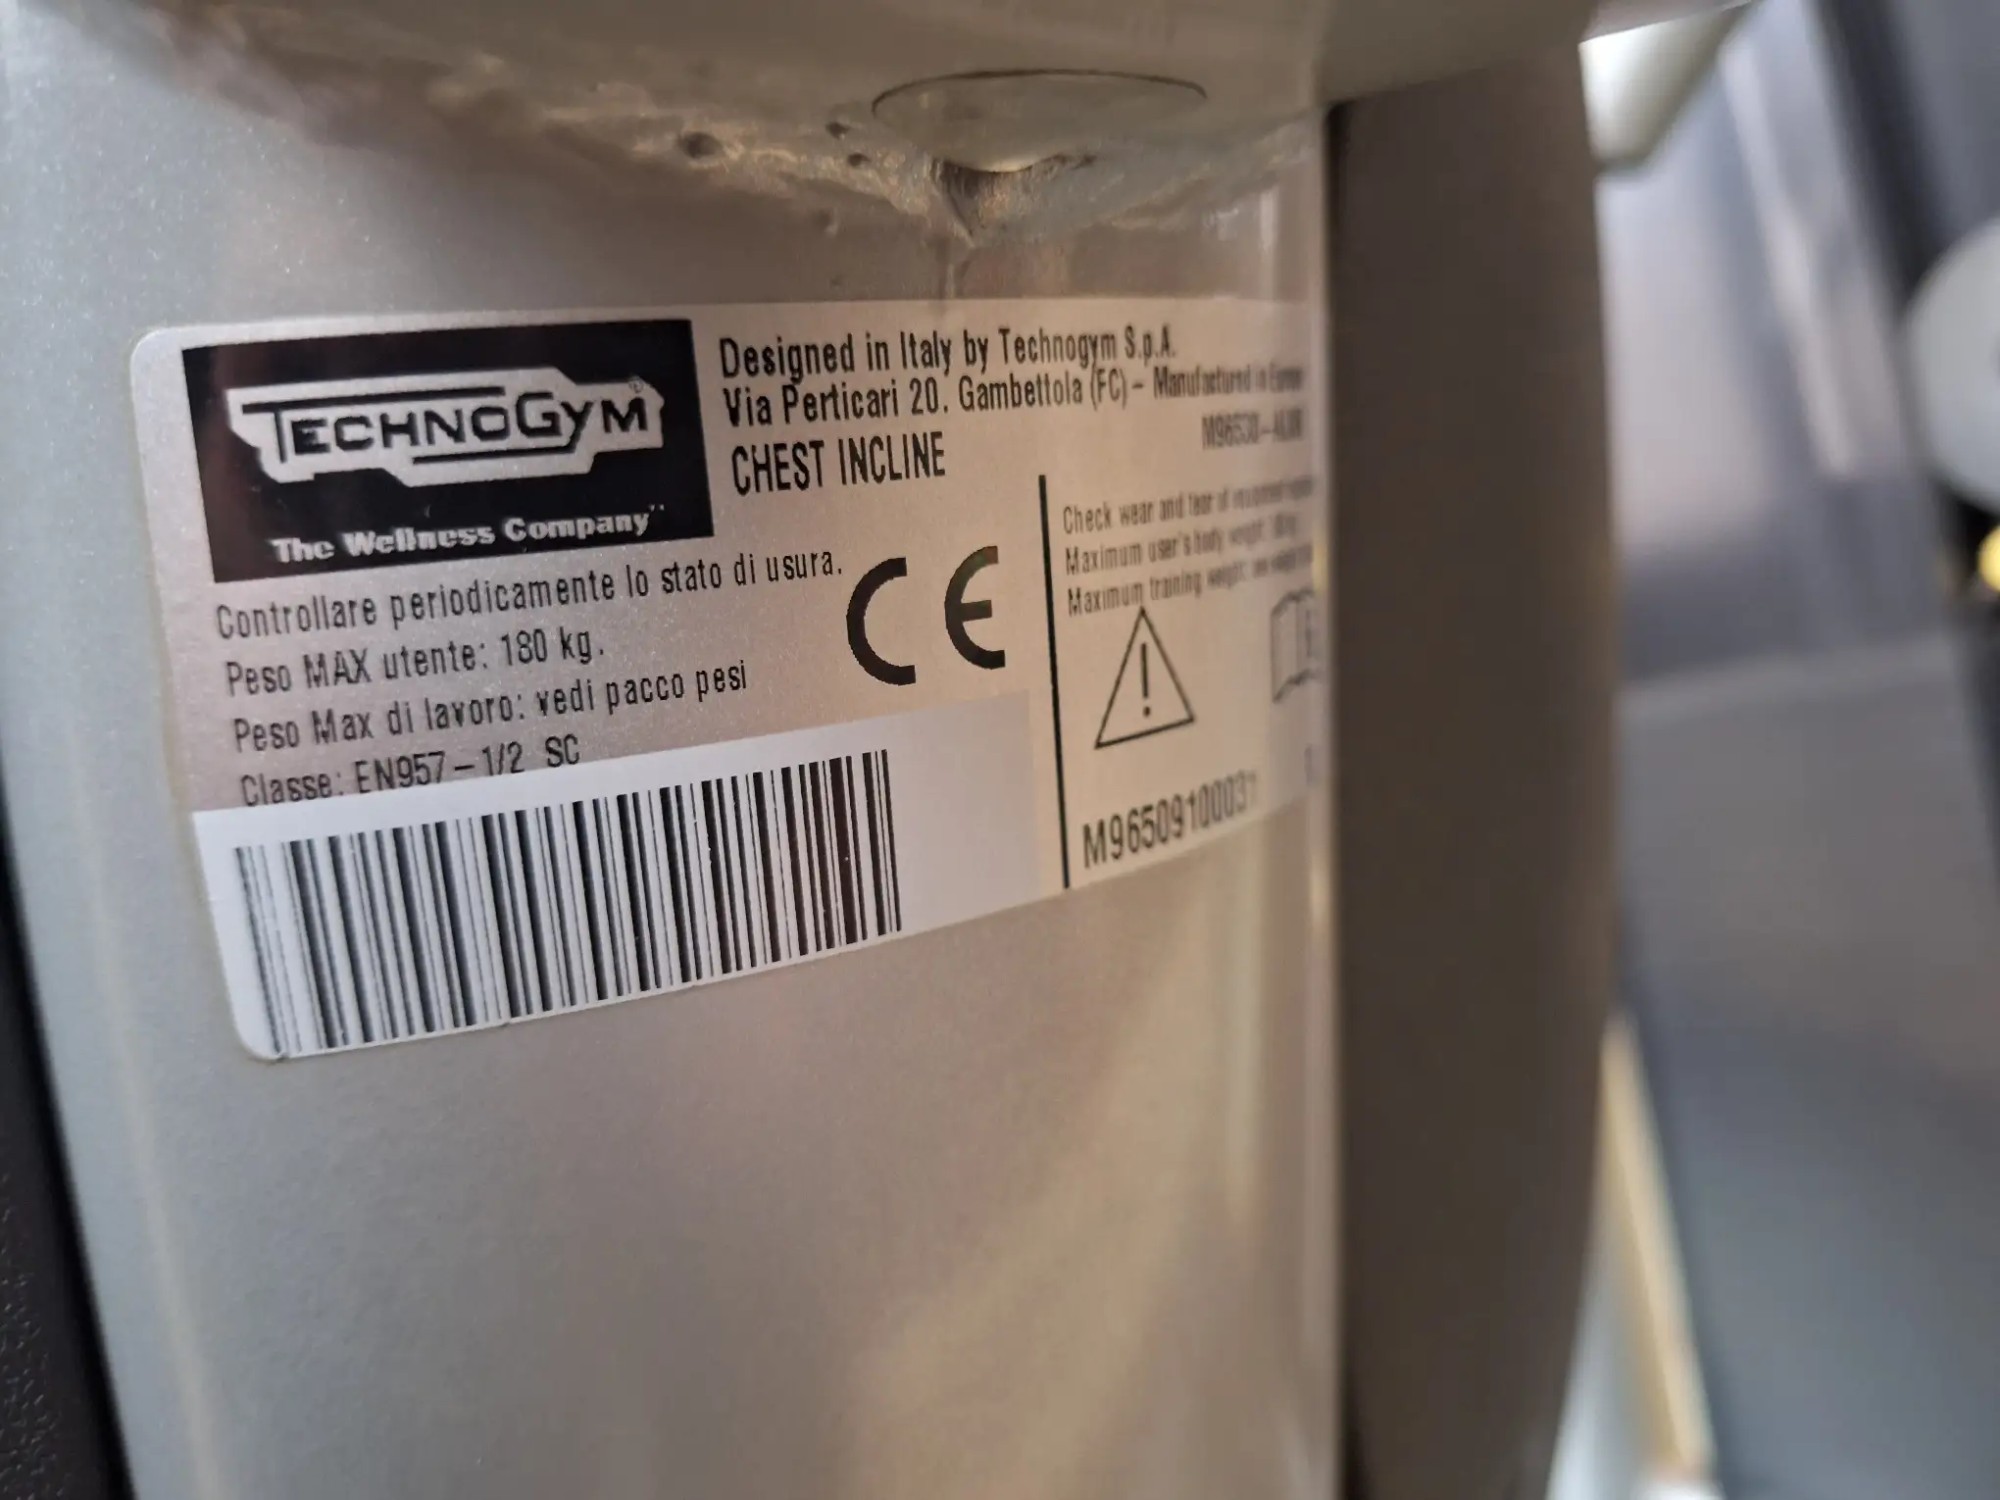 TECHNOGYM
The Wellness Company
Designed in Italy by Technogym S.p.A.
Via Perticari 20. Gambettola (FC) - Manufactured in
CHEST INCLINE
Controllare periodicamente lo stato di usura.
Peso MAX utente: 180 kg.
Peso Max di lavoro: vedi pacco pesi
Classe: EN957-1/2 SC
CE
Check wear and tear of
Maximum user's body weight:
Maximum training weight: